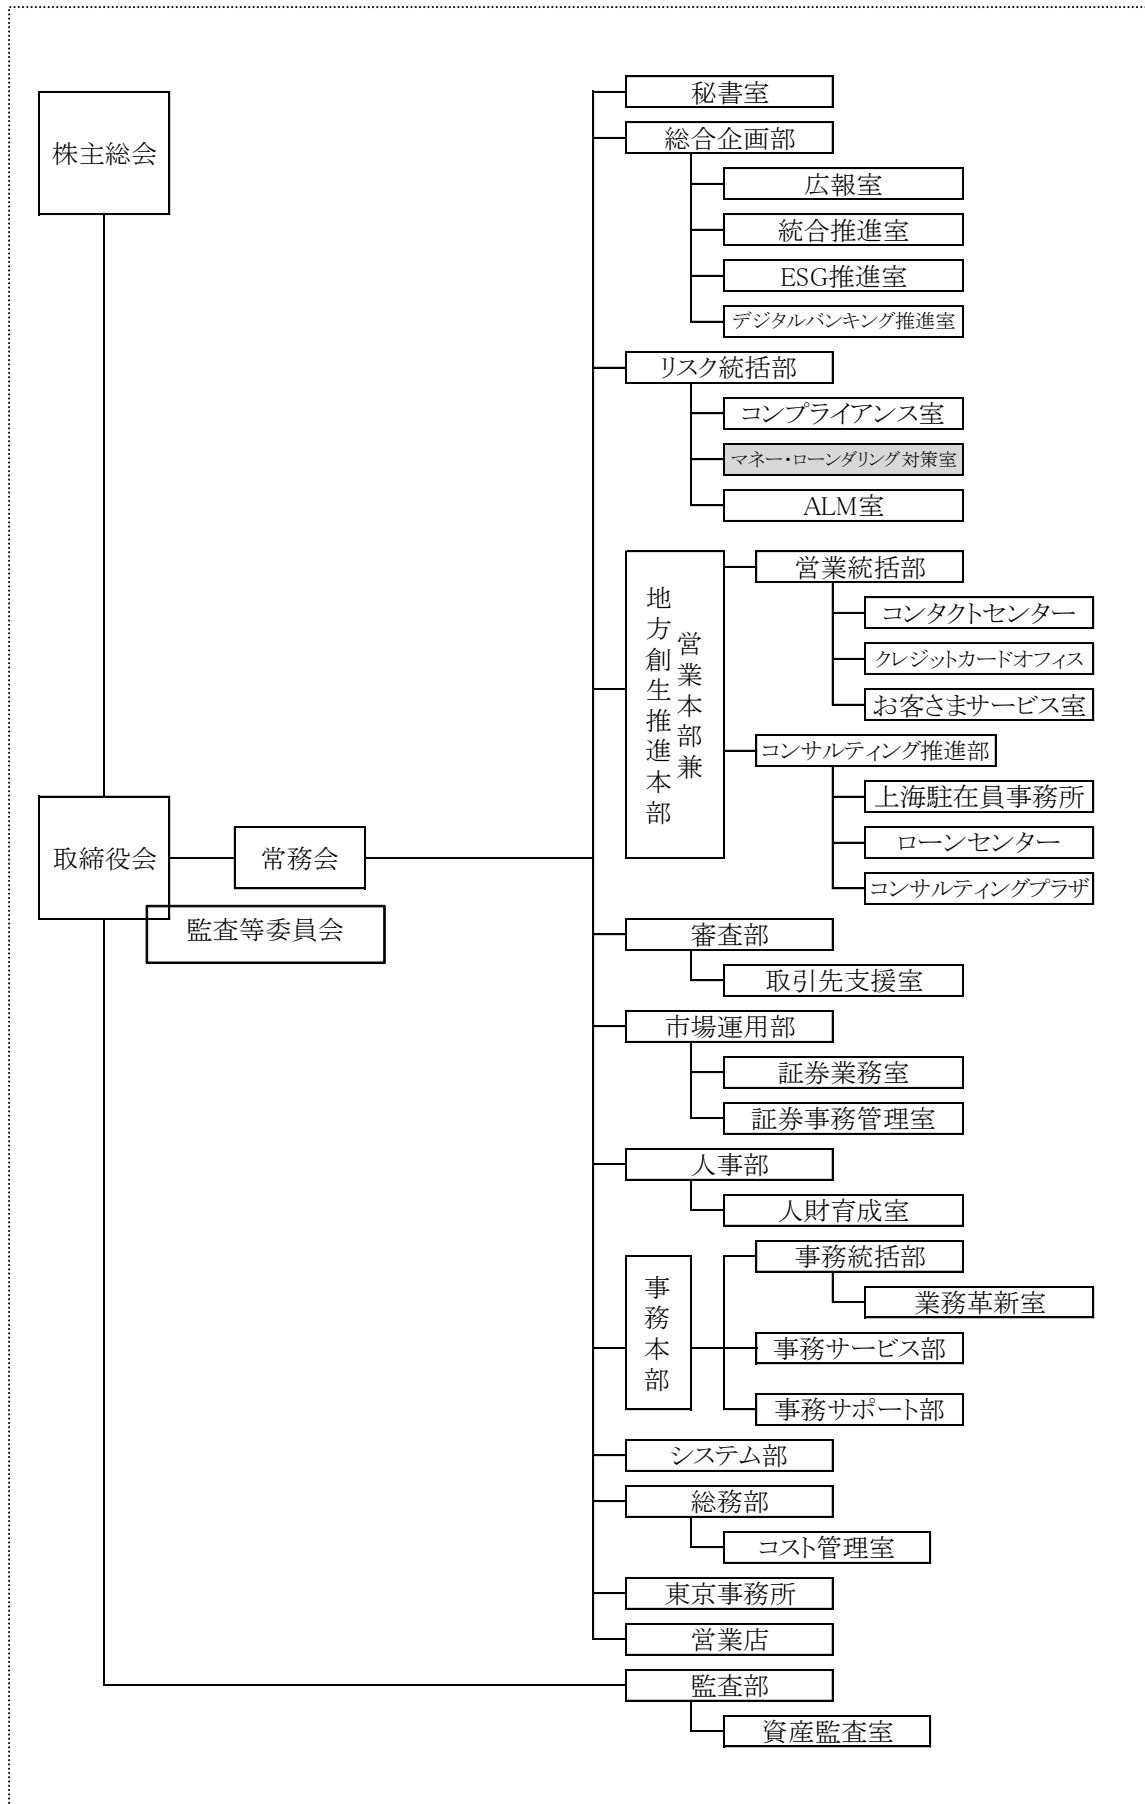 株主総会
取締役会
常務会
監査等委員会
秘書室
総合企画部
広報室
統合推進室
ESG推進室
デジタルバンキング推進室
リスク統括部
コンプライアンス室
マネー・ローンダリング対策室
ALM室
営業本部兼
地方創生推進本部
営業統括部
コンタクトセンター
クレジットカードオフィス
お客さまサービス室
コンサルティング推進部
上海駐在員事務所
ローンセンター
コンサルティングプラザ
審査部
取引先支援室
市場運用部
証券業務室
証券事務管理室
人事部
人財育成室
事務本部
事務統括部
業務革新室
事務サービス部
事務サポート部
システム部
総務部
コスト管理室
東京事務所
営業店
監査部
資産監査室